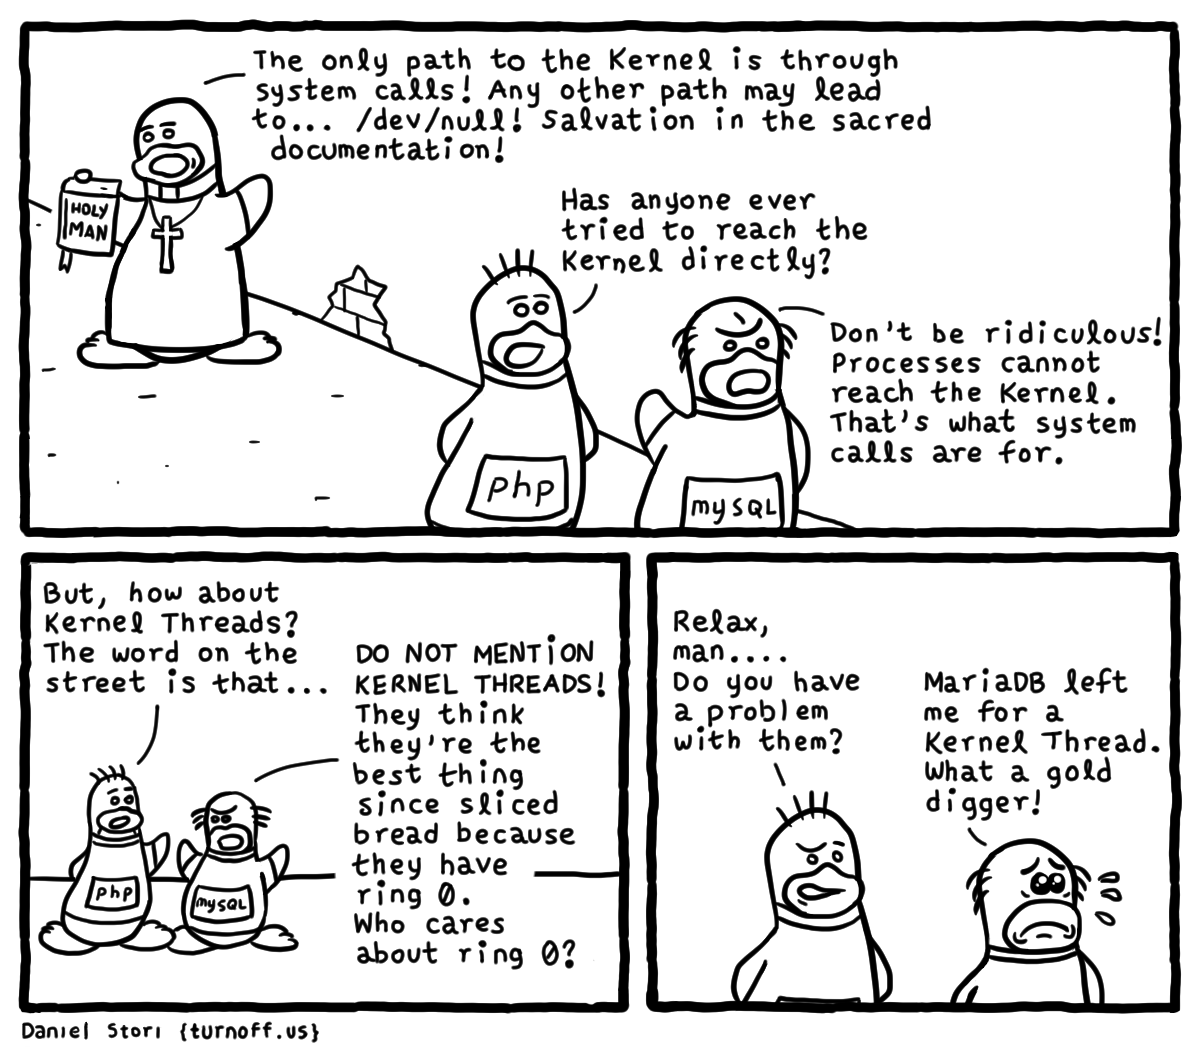 The only path to the Kernel is through
system calls! Any other path may lead
to... /dev/null! Salvation in the sacred
documentation!
HOLY
MAN
Has anyone ever
tried to reach the
Kernel directly?
Don't be ridiculous!
Processes cannot
reach the Kernel.
That's what system
calls are for.
php
mySQL
But, how about
Kernel Threads?
The word on the
street is that...
DO NOT MENTION
KERNEL THREADS!
They think
they're the
best thing
since sliced
bread because
they have
ring 0.
Who cares
about ring 0?
php
mySQL
Relax,
man....
Do you have
a problem
with them?
MariaDB left
me for a
Kernel Thread.
What a gold
digger!
Daniel Stori {turnoff.us}